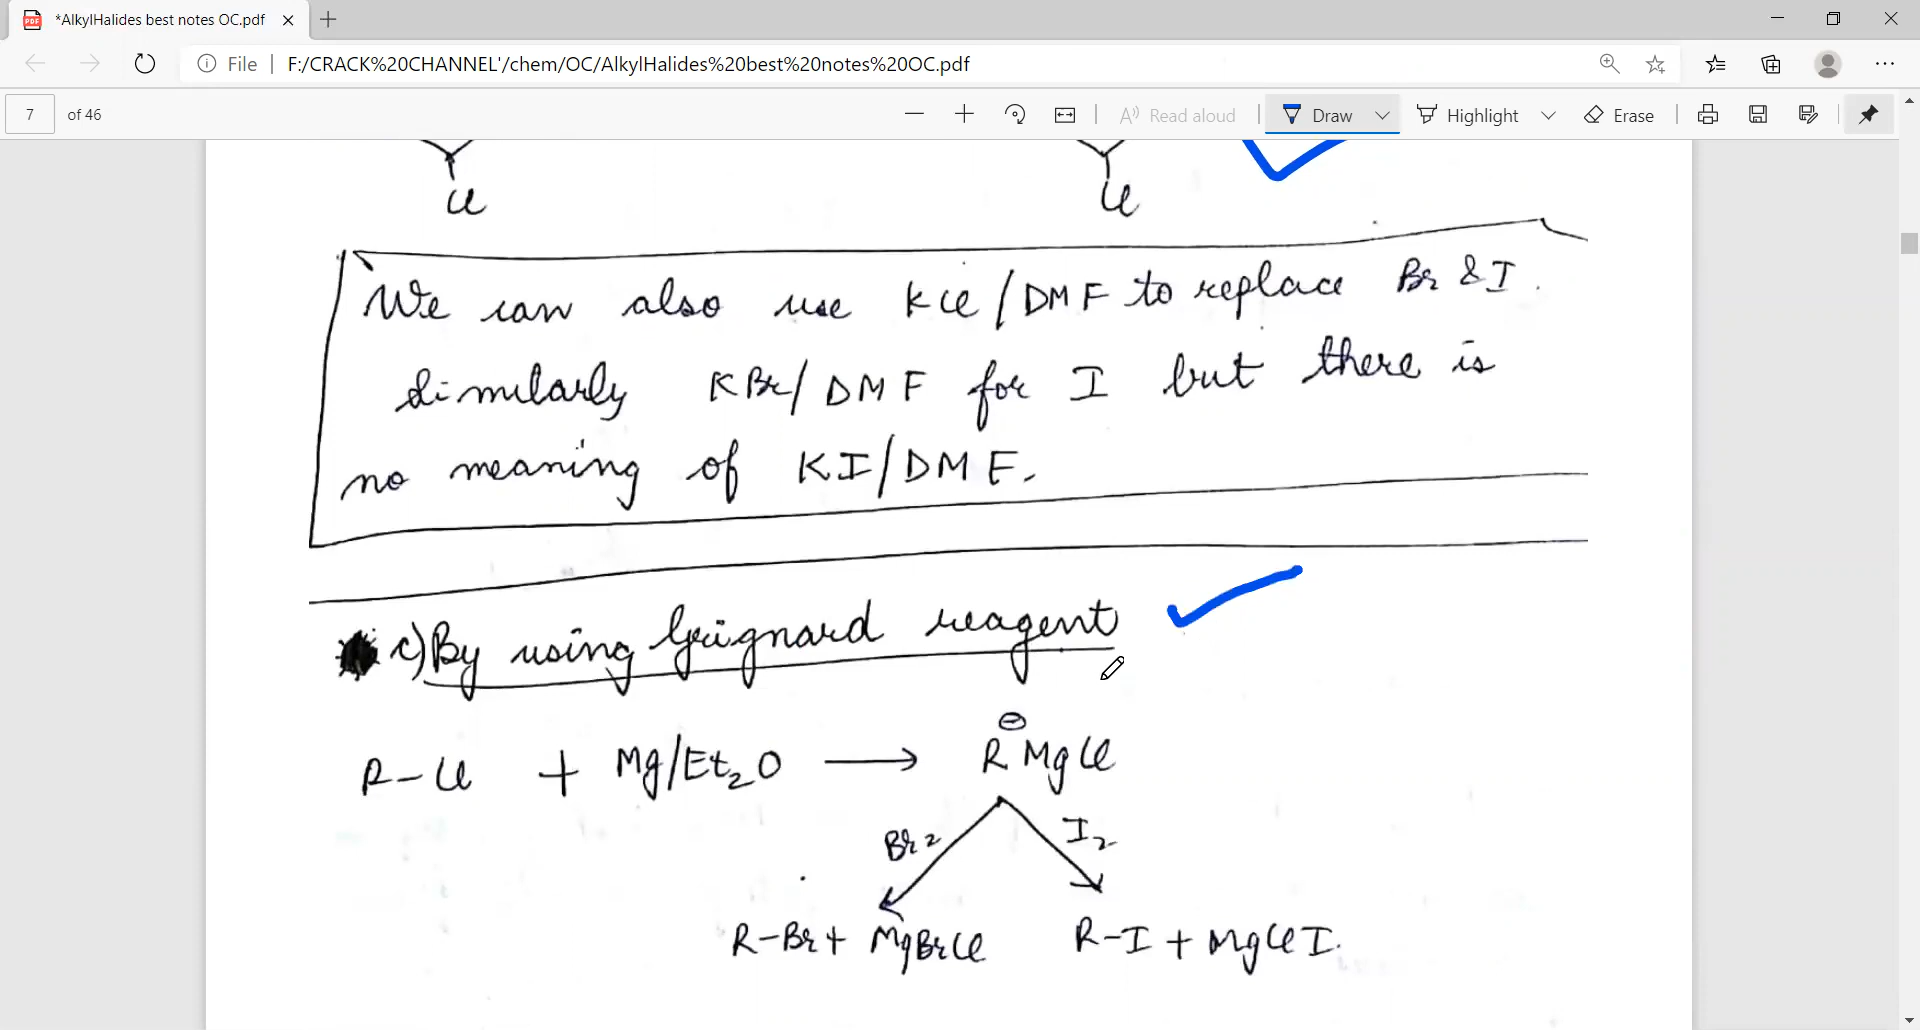 *AlkylHalides best notes OC.pdf
File F:/CRACK%20CHANNEL'/chem/OC/AlkylHalides%20best%20notes%20OC.pdf
7 of 46 Read aloud Draw Highlight Erase
Cl Cl
We can also use KCl/DMF to replace Br & I.
Similarly KBr/DMF for I but there is
no meaning of KI/DMF.
c) By using Grignard reagent
R-Cl + Mg/Et₂O ⟶ R⊖MgCl
Br₂ I₂
R-Br + MgBrCl R-I + MgClI.